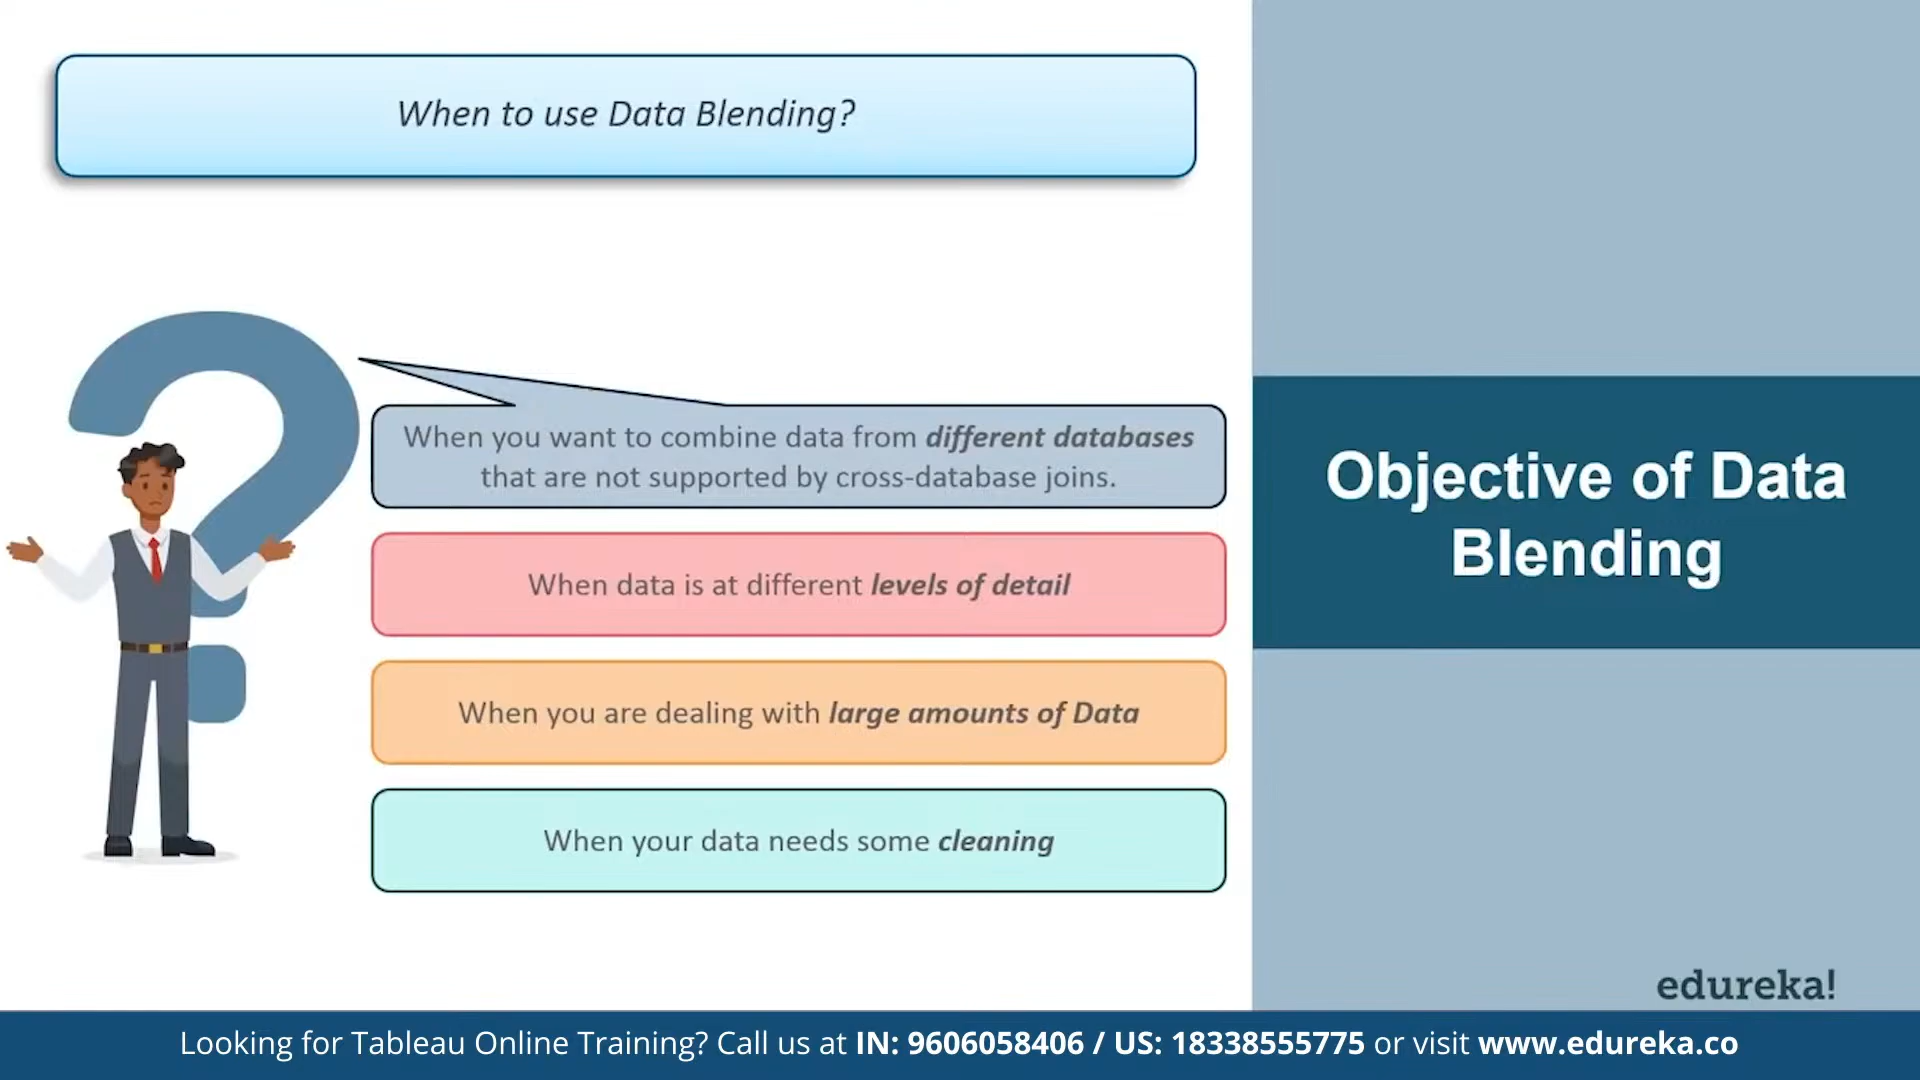 When to use Data Blending?
When you want to combine data from different databases
that are not supported by cross-database joins.
When data is at different levels of detail
When you are dealing with large amounts of Data
When your data needs some cleaning
Objective of Data
Blending
edureka!
Looking for Tableau Online Training? Call us at IN: 9606058406 / US: 18338555775 or visit www.edureka.co